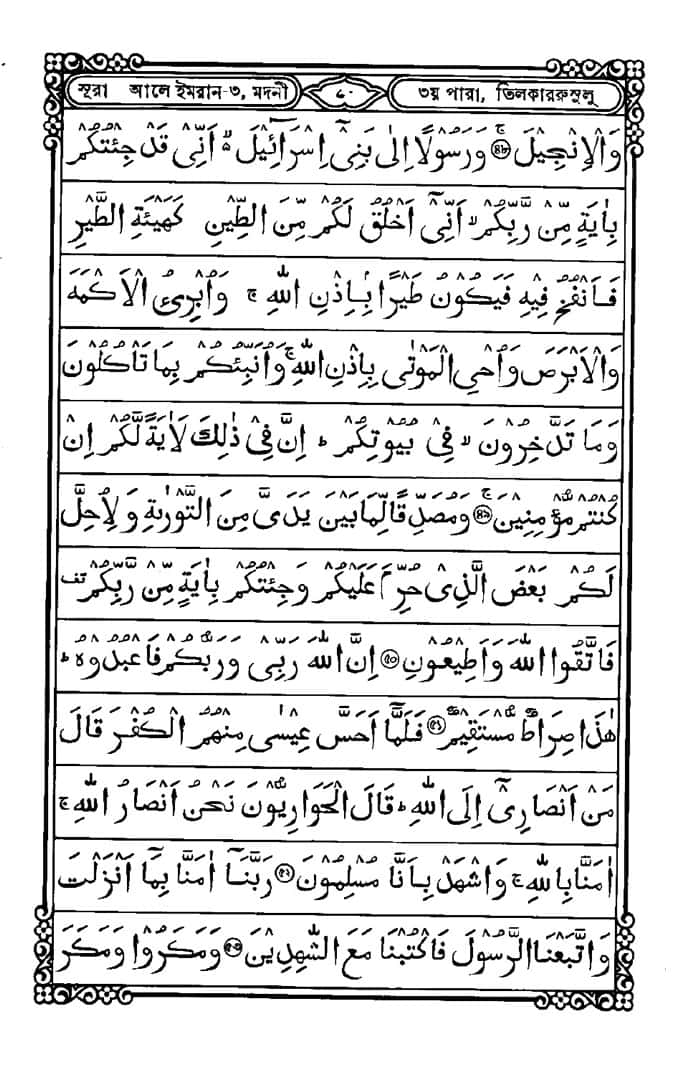 সূরা আলে ইমরান-৩, মদনী
৮০
৩য় পারা, তিলকাররুসুলু
وَالْاِنْجِيْلَ ۚ﴿٤٨﴾ وَرَسُوْلًا اِلٰى بَنِىْٓ اِسْرَآئِيْلَ ۙ اَنِّىْ قَدْ جِئْتُكُمْ
بِاٰيَةٍ مِّنْ رَّبِّكُمْ ۙ اَنِّىْٓ اَخْلُقُ لَكُمْ مِّنَ الطِّيْنِ كَهَيْئَةِ الطَّيْرِ
فَاَنْفُخُ فِيْهِ فَيَكُوْنُ طَيْرًا ۢ بِاِذْنِ اللّٰهِ ۚ وَاُبْرِئُ الْاَكْمَهَ
وَالْاَبْرَصَ وَاُحْىِ الْمَوْتٰى بِاِذْنِ اللّٰهِ ۚ وَاُنَبِّئُكُمْ بِمَا تَاْكُلُوْنَ
وَمَا تَدَّخِرُوْنَ ۙ فِىْ بُيُوْتِكُمْ ؕ اِنَّ فِىْ ذٰلِكَ لَاٰيَةً لَّكُمْ اِنْ
كُنْتُمْ مُّؤْمِنِيْنَ ۚ﴿٤٩﴾ وَمُصَدِّقًا لِّمَا بَيْنَ يَدَىَّ مِنَ التَّوْرٰىةِ وَلِاُحِلَّ
لَكُمْ بَعْضَ الَّذِىْ حُرِّمَ عَلَيْكُمْ وَجِئْتُكُمْ بِاٰيَةٍ مِّنْ رَّبِّكُمْ قف
فَاتَّقُوا اللّٰهَ وَاَطِيْعُوْنِ ﴿٥٠﴾ اِنَّ اللّٰهَ رَبِّىْ وَرَبُّكُمْ فَاعْبُدُوْهُ ؕ
هٰذَا صِرَاطٌ مُّسْتَقِيْمٌ ﴿٥١﴾ فَلَمَّآ اَحَسَّ عِيْسٰى مِنْهُمُ الْكُفْرَ قَالَ
مَنْ اَنْصَارِىْٓ اِلَى اللّٰهِ ؕ قَالَ الْحَوَارِيُّوْنَ نَحْنُ اَنْصَارُ اللّٰهِ ۚ
اٰمَنَّا بِاللّٰهِ ۚ وَاشْهَدْ بِاَنَّا مُسْلِمُوْنَ ﴿٥٢﴾ رَبَّنَآ اٰمَنَّا بِمَآ اَنْزَلْتَ
وَاتَّبَعْنَا الرَّسُوْلَ فَاكْتُبْنَا مَعَ الشّٰهِدِيْنَ ﴿٥٣﴾ وَمَكَرُوْا وَمَكَرَ